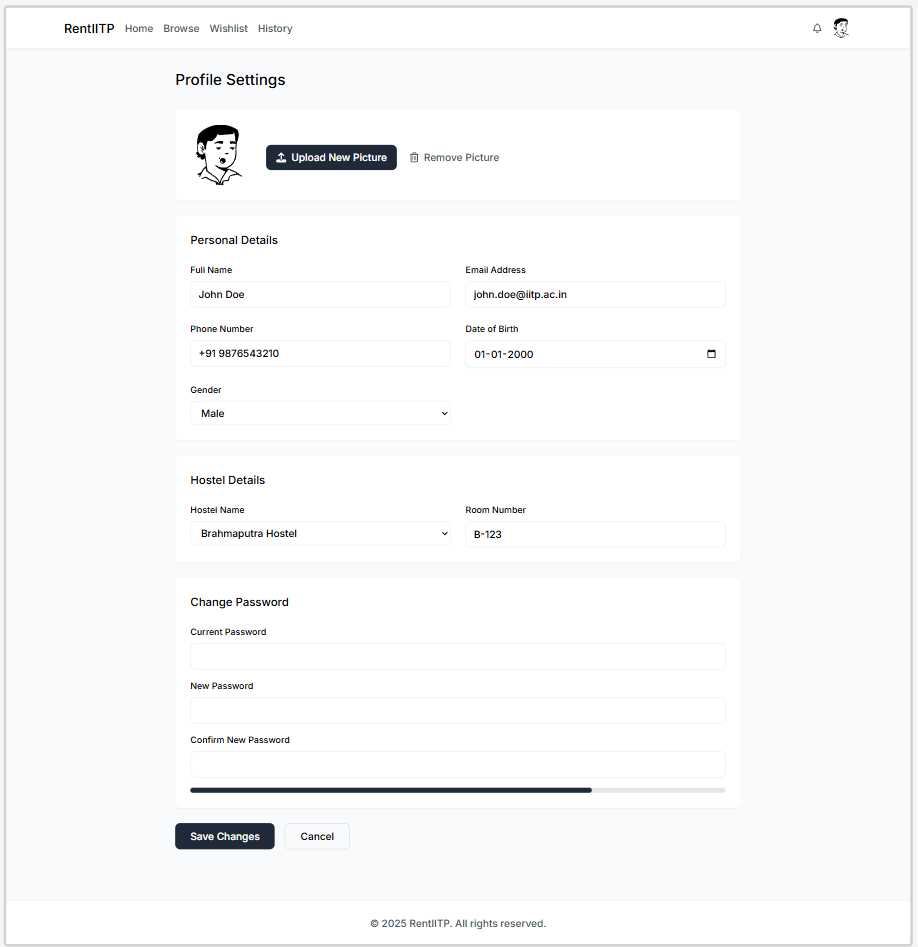 RentIITP Home Browse Wishlist History
Profile Settings
Upload New Picture Remove Picture
Personal Details
Full Name Email Address
John Doe john.doe@iitp.ac.in
Phone Number Date of Birth
+91 9876543210 01-01-2000
Gender
Male
Hostel Details
Hostel Name Room Number
Brahmaputra Hostel B-123
Change Password
Current Password
New Password
Confirm New Password
Save Changes Cancel
© 2025 RentIITP. All rights reserved.